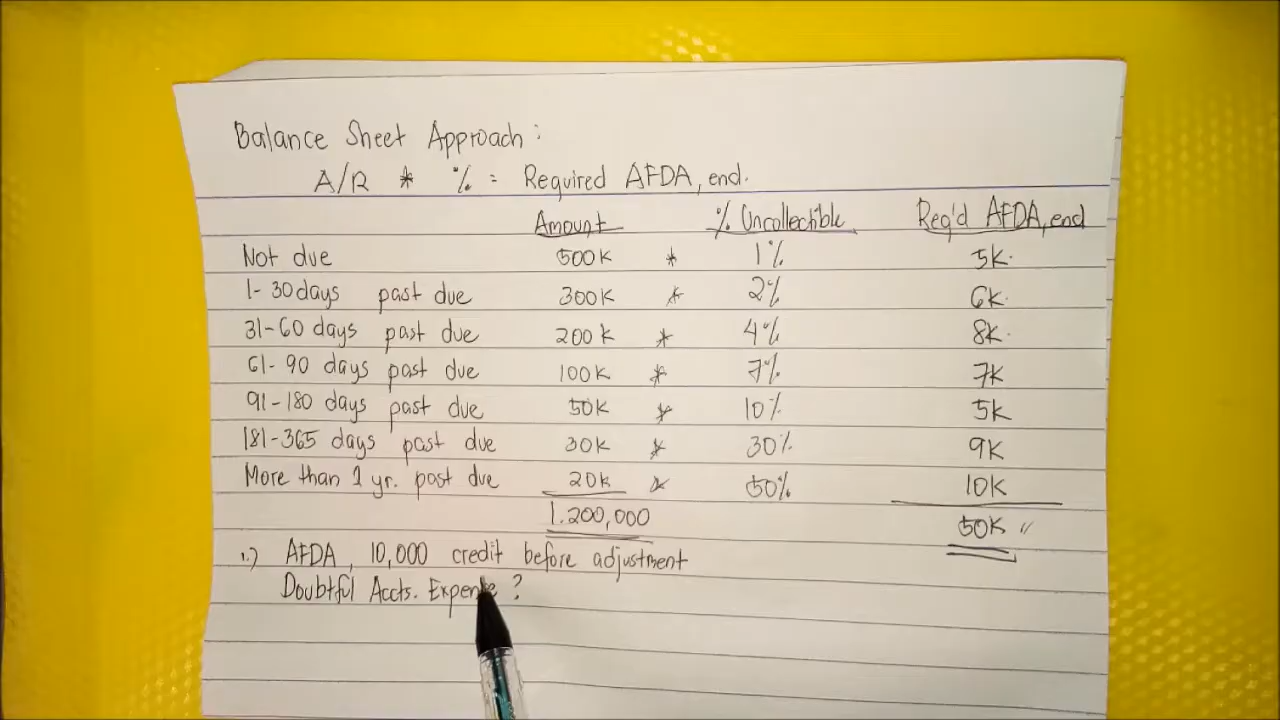 Balance Sheet Approach:
A/R * % = Required AFDA, end.
Amount % Uncollectible Req'd AFDA, end
Not due 500K * 1% 5K.
1-30 days past due 300K * 2% 6K.
31-60 days past due 200K * 4% 8K.
61-90 days past due 100K * 7% 7K
91-180 days past due 50K * 10% 5K
181-365 days past due 30K * 30% 9K
More than 1 yr. past due 20K * 50% 10K
1.200,000 50K "
1.) AFDA, 10,000 credit before adjustment
Doubtful Accts. Expense ?